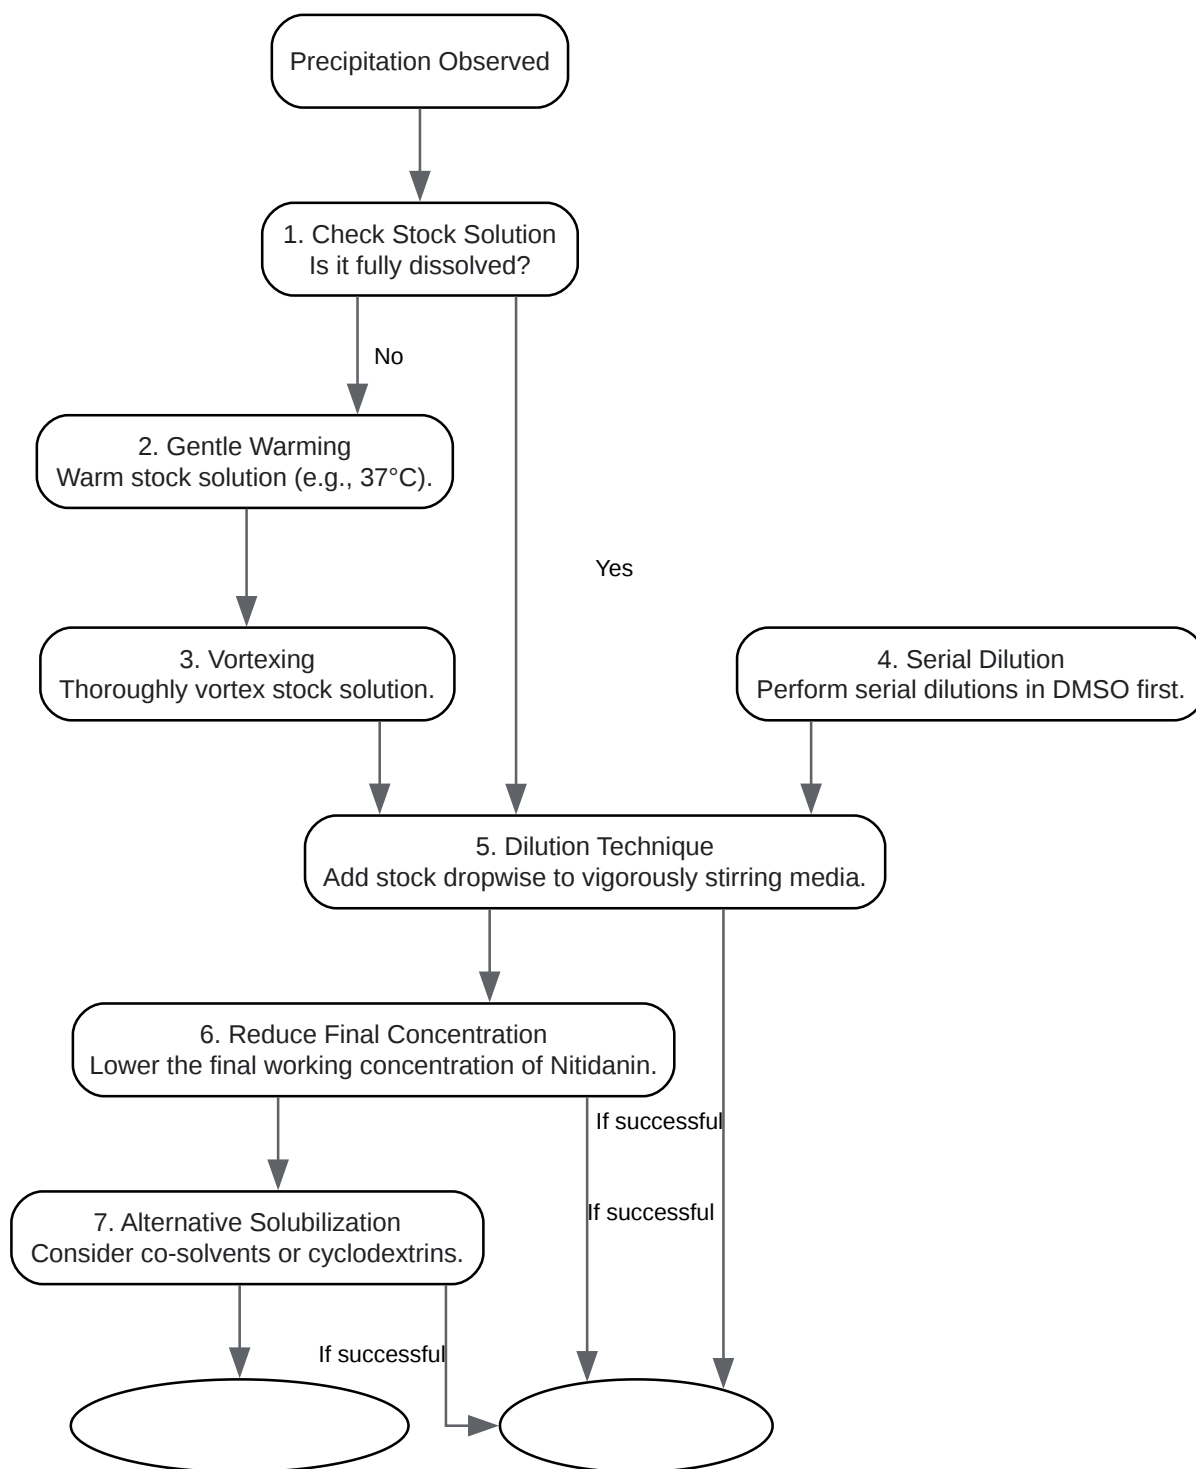 Precipitation Observed
1. Check Stock Solution
Is it fully dissolved?
No
2. Gentle Warming
Warm stock solution (e.g., 37°C).
Yes
3. Vortexing
Thoroughly vortex stock solution.
4. Serial Dilution
Perform serial dilutions in DMSO first.
5. Dilution Technique
Add stock dropwise to vigorously stirring media.
6. Reduce Final Concentration
Lower the final working concentration of Nitidanin.
If successful
If successful
7. Alternative Solubilization
Consider co-solvents or cyclodextrins.
If successful